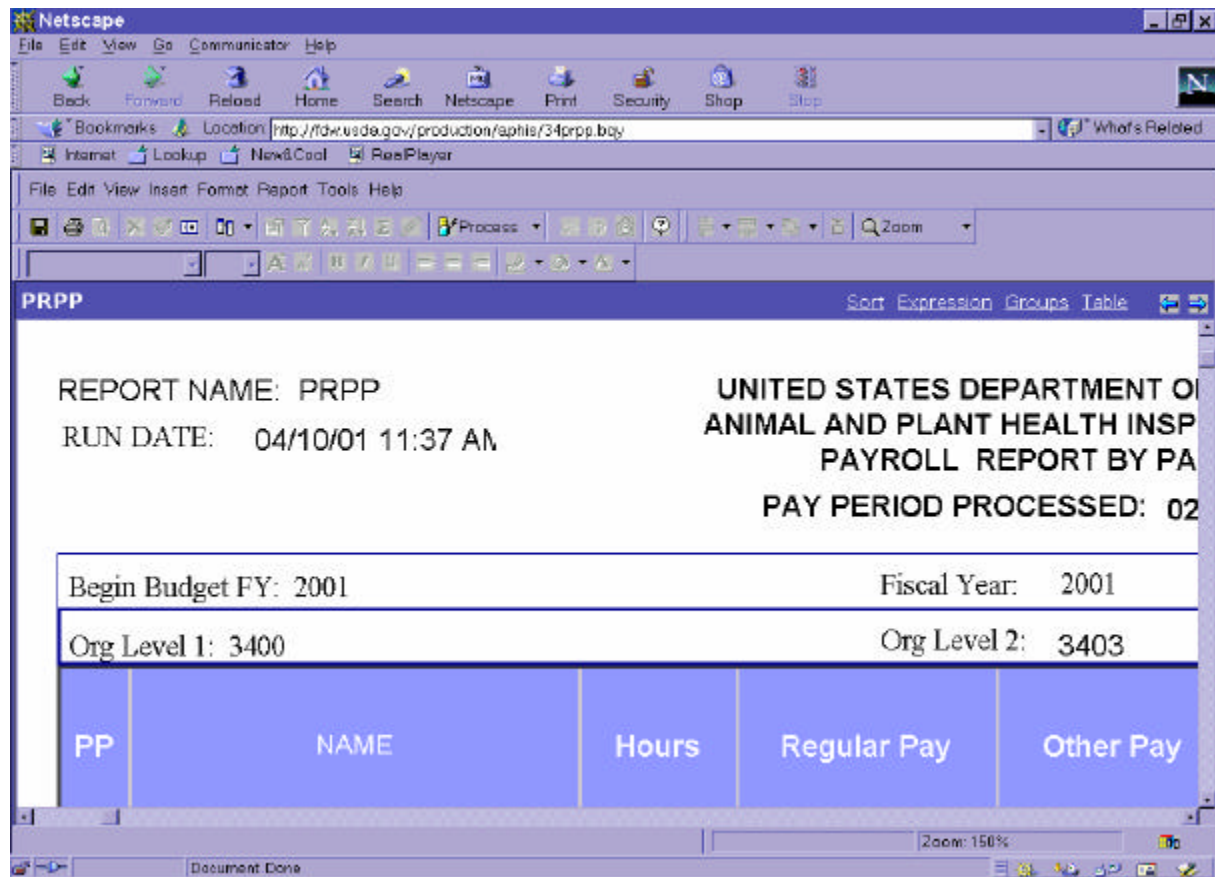 Netscape
File Edit View Go Communicator Help
Back Forward Reload Home Search Netscape Print Security Shop Stop
N
Bookmarks Location: http://fdw.usda.gov/production/aphis/34prpp.bqy What's Related
Internet Lookup New&Cool RealPlayer
File Edit View Insert Format Report Tools Help
Process Zoom
PRPP Sort Expression Groups Table
REPORT NAME: PRPP UNITED STATES DEPARTMENT O
RUN DATE: 04/10/01 11:37 AM ANIMAL AND PLANT HEALTH INSP
PAYROLL REPORT BY PA
PAY PERIOD PROCESSED: 02
Begin Budget FY: 2001 Fiscal Year: 2001
Org Level 1: 3400 Org Level 2: 3403
PP NAME Hours Regular Pay Other Pay
Zoom: 150%
Document Done